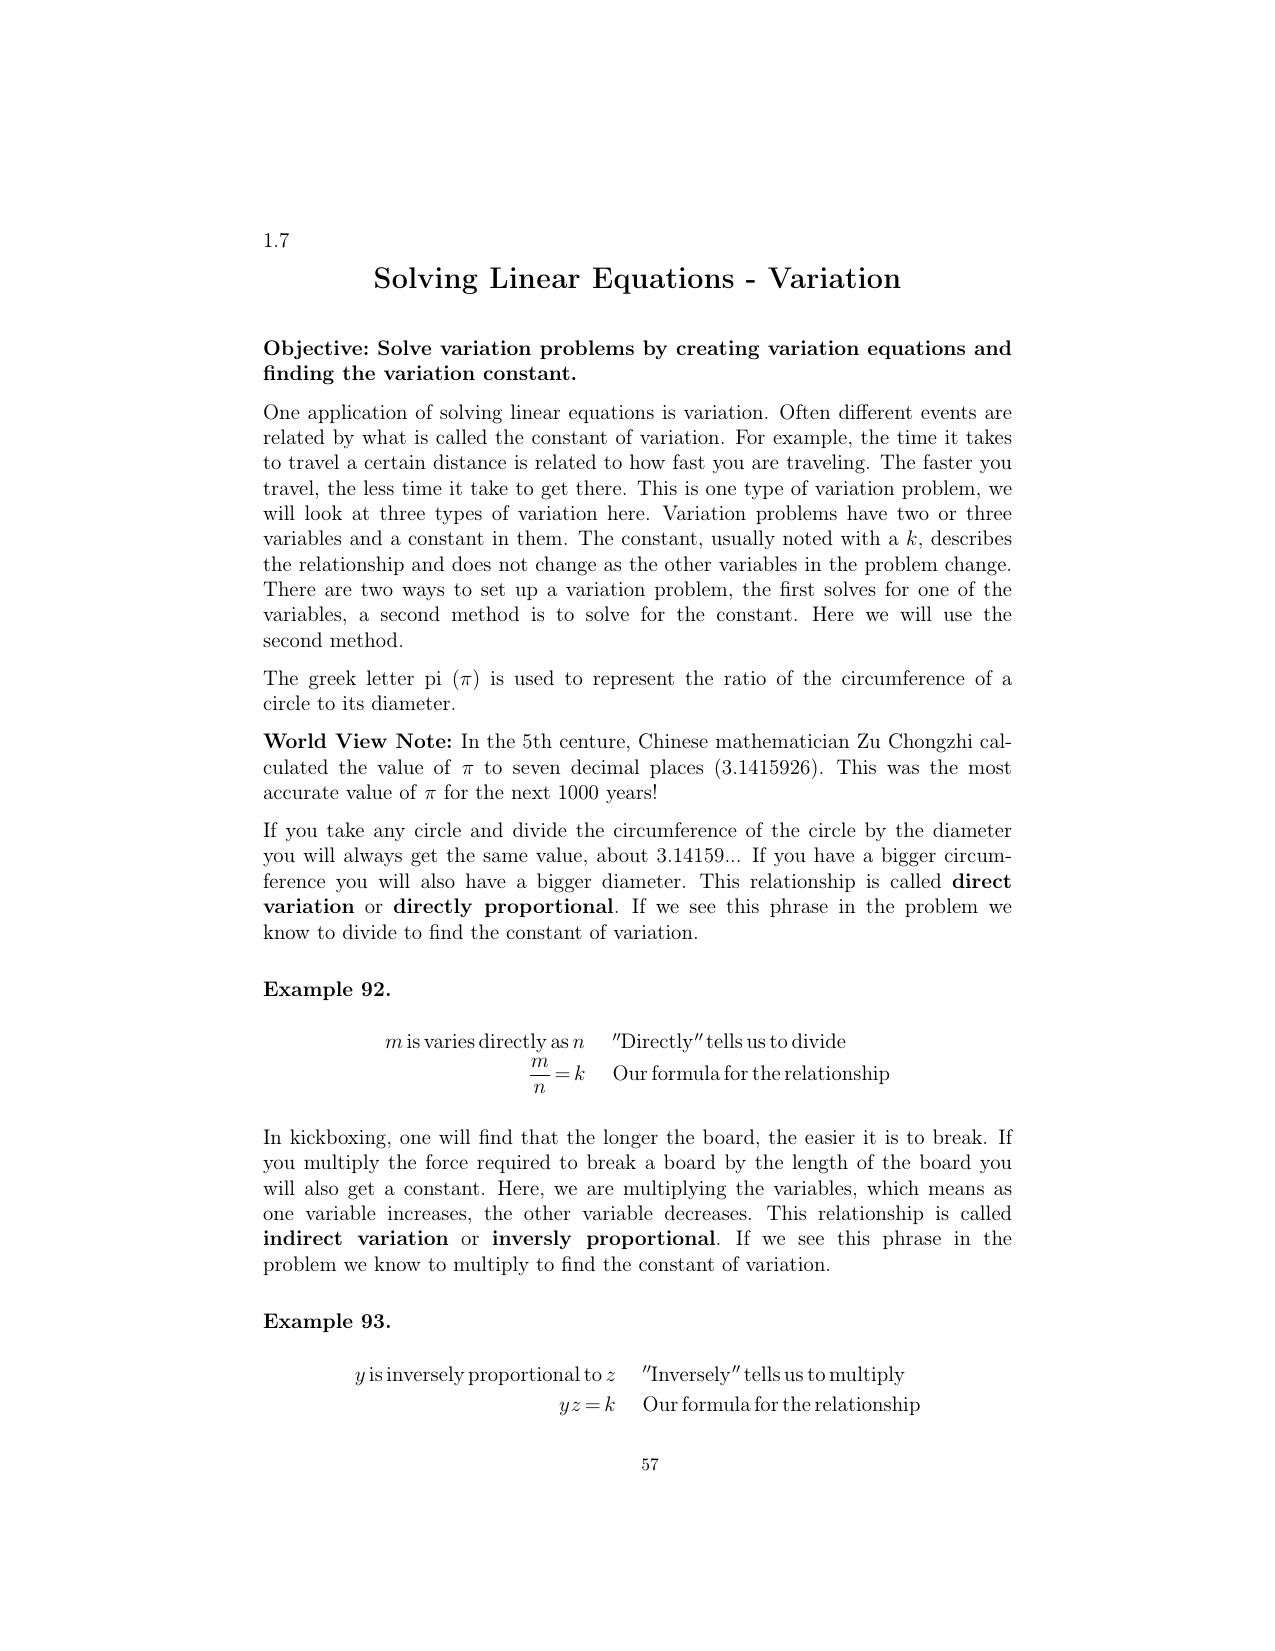 1.7
Solving Linear Equations - Variation
Objective: Solve variation problems by creating variation equations and
finding the variation constant.
One application of solving linear equations is variation. Often different events are
related by what is called the constant of variation. For example, the time it takes
to travel a certain distance is related to how fast you are traveling. The faster you
travel, the less time it take to get there. This is one type of variation problem, we
will look at three types of variation here. Variation problems have two or three
variables and a constant in them. The constant, usually noted with a k, describes
the relationship and does not change as the other variables in the problem change.
There are two ways to set up a variation problem, the first solves for one of the
variables, a second method is to solve for the constant. Here we will use the
second method.
The greek letter pi (π) is used to represent the ratio of the circumference of a
circle to its diameter.
World View Note: In the 5th centure, Chinese mathematician Zu Chongzhi cal-
culated the value of π to seven decimal places (3.1415926). This was the most
accurate value of π for the next 1000 years!
If you take any circle and divide the circumference of the circle by the diameter
you will always get the same value, about 3.14159... If you have a bigger circum-
ference you will also have a bigger diameter. This relationship is called direct
variation or directly proportional. If we see this phrase in the problem we
know to divide to find the constant of variation.
Example 92.
m is varies directly as n ″Directly″ tells us to divide
m/n = k Our formula for the relationship
In kickboxing, one will find that the longer the board, the easier it is to break. If
you multiply the force required to break a board by the length of the board you
will also get a constant. Here, we are multiplying the variables, which means as
one variable increases, the other variable decreases. This relationship is called
indirect variation or inversly proportional. If we see this phrase in the
problem we know to multiply to find the constant of variation.
Example 93.
y is inversely proportional to z ″Inversely″ tells us to multiply
yz = k Our formula for the relationship
57